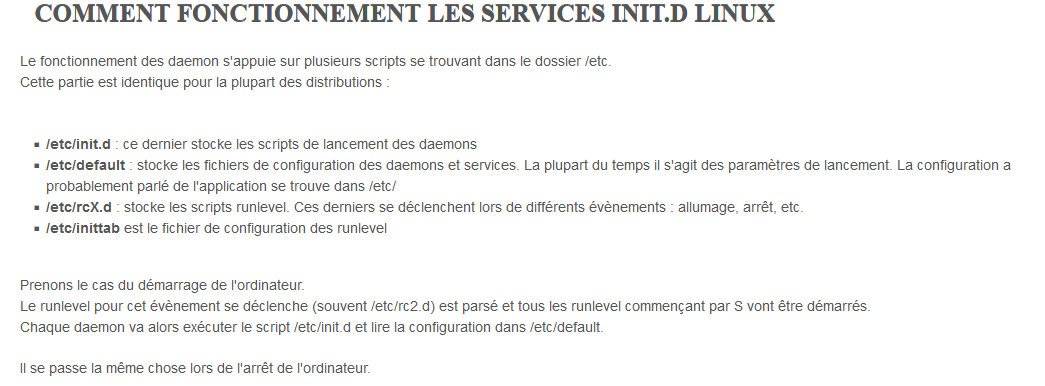 COMMENT FONCTIONNEMENT LES SERVICES INIT.D LINUX
Le fonctionnement des daemon s'appuie sur plusieurs scripts se trouvant dans le dossier /etc.
Cette partie est identique pour la plupart des distributions :
/etc/init.d : ce dernier stocke les scripts de lancement des daemons
/etc/default : stocke les fichiers de configuration des daemons et services. La plupart du temps il s'agit des paramètres de lancement. La configuration a
probablement parlé de l'application se trouve dans /etc/
/etc/rcX.d : stocke les scripts runlevel. Ces derniers se déclenchent lors de différents évènements : allumage, arrêt, etc.
/etc/inittab est le fichier de configuration des runlevel
Prenons le cas du démarrage de l'ordinateur.
Le runlevel pour cet évènement se déclenche (souvent /etc/rc2.d) est parsé et tous les runlevel commençant par S vont être démarrés.
Chaque daemon va alors exécuter le script /etc/init.d et lire la configuration dans /etc/default.
Il se passe la même chose lors de l'arrêt de l'ordinateur.